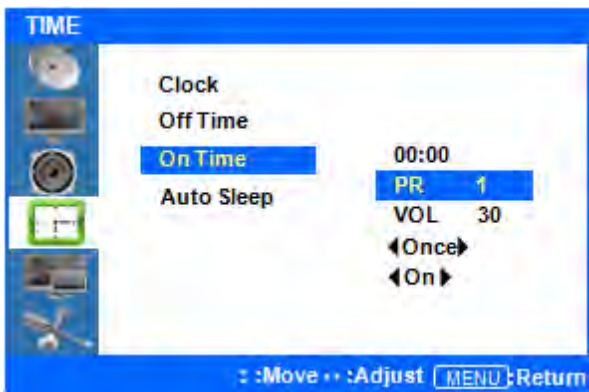 TIME
Clock
Off Time
On Time 00:00
PR 1
Auto Sleep VOL 30
Once
On
:Move :Adjust MENU :Return